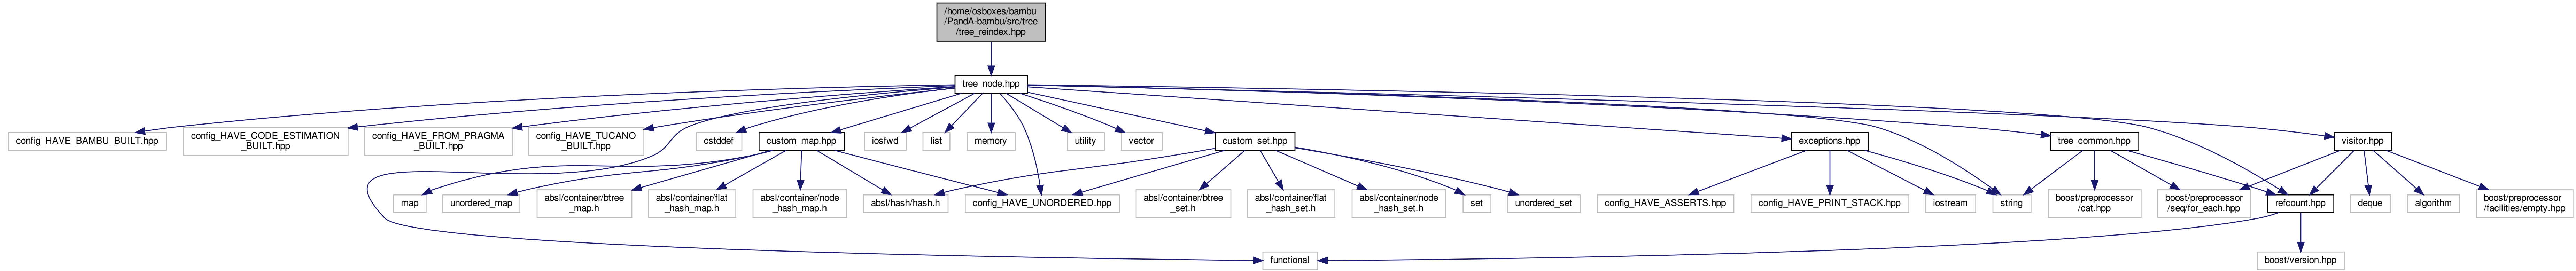 /home/osboxes/bambu
/PandA-bambu/src/tree
/tree_reindex.hpp
tree_node.hpp
config_HAVE_BAMBU_BUILT.hpp
config_HAVE_CODE_ESTIMATION
_BUILT.hpp
config_HAVE_FROM_PRAGMA
_BUILT.hpp
config_HAVE_TUCANO
_BUILT.hpp
cstddef
custom_map.hpp
iosfwd
list
memory
utility
vector
custom_set.hpp
exceptions.hpp
tree_common.hpp
visitor.hpp
map
unordered_map
absl/container/btree
_map.h
absl/container/flat
_hash_map.h
absl/container/node
_hash_map.h
absl/hash/hash.h
config_HAVE_UNORDERED.hpp
absl/container/btree
_set.h
absl/container/flat
_hash_set.h
absl/container/node
_hash_set.h
set
unordered_set
config_HAVE_ASSERTS.hpp
config_HAVE_PRINT_STACK.hpp
iostream
string
boost/preprocessor
/cat.hpp
boost/preprocessor
/seq/for_each.hpp
refcount.hpp
deque
algorithm
boost/preprocessor
/facilities/empty.hpp
functional
boost/version.hpp